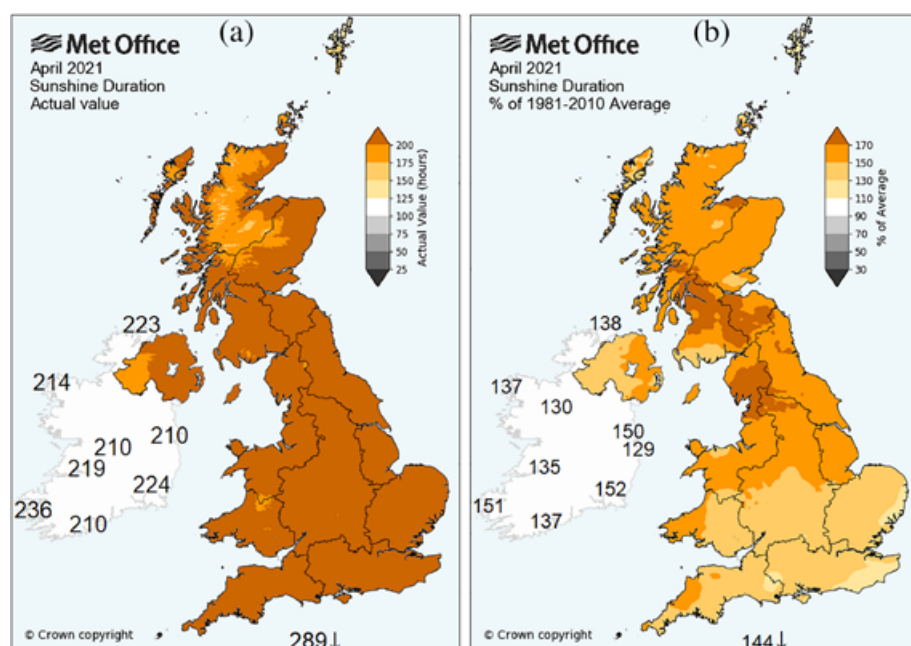 (a)
Met Office
April 2021
Sunshine Duration
Actual value
200
175
150
125
100
75
50
25
Actual Value (hours)
223
214
210
210
219
224
236
210
289
© Crown copyright
(b)
Met Office
April 2021
Sunshine Duration
% of 1981-2010 Average
170
150
130
110
90
70
50
30
% of Average
138
137
130
150
129
135
152
151
137
144
© Crown copyright